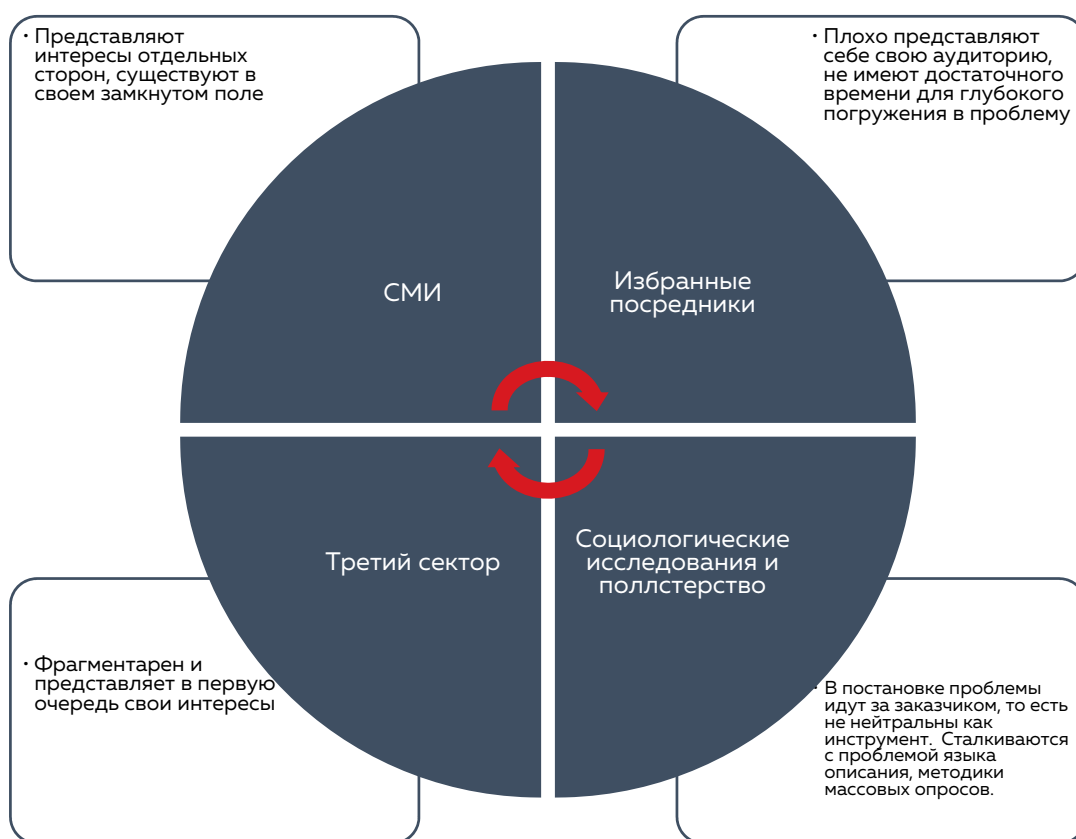 · Представляют
интересы отдельных
сторон, существуют в
своем замкнутом поле
· Плохо представляют
себе свою аудиторию,
не имеют достаточного
времени для глубокого
погружения в проблему
СМИ
Избранные
посредники
Третий сектор
Социологические
исследования и
поллстерство
· Фрагментарен и
представляет в первую
очередь свои интересы
· В постановке проблемы
идут за заказчиком, то есть
не нейтральны как
инструмент. Сталкиваются
с проблемой языка
описания, методики
массовых опросов.